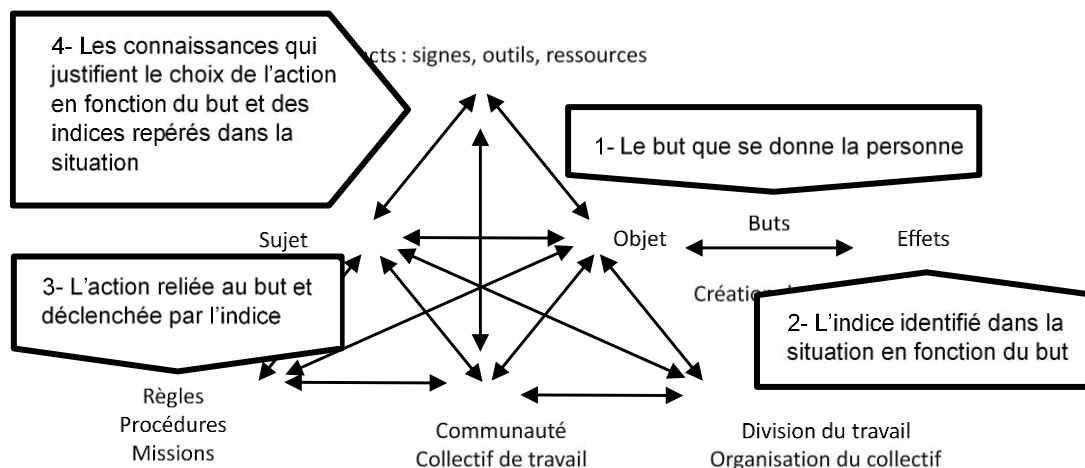 4- Les connaissances qui
justifient le choix de l'action
en fonction du but et des
indices repérés dans la
situation
: signes, outils, ressources
1- Le but que se donne la personne
Sujet
Objet
Buts
Effets
3- L'action reliée au but et
déclenchée par l'indice
2- L'indice identifié dans la
situation en fonction du but
Règles
Procédures
Missions
Communauté
Collectif de travail
Division du travail
Organisation du collectif